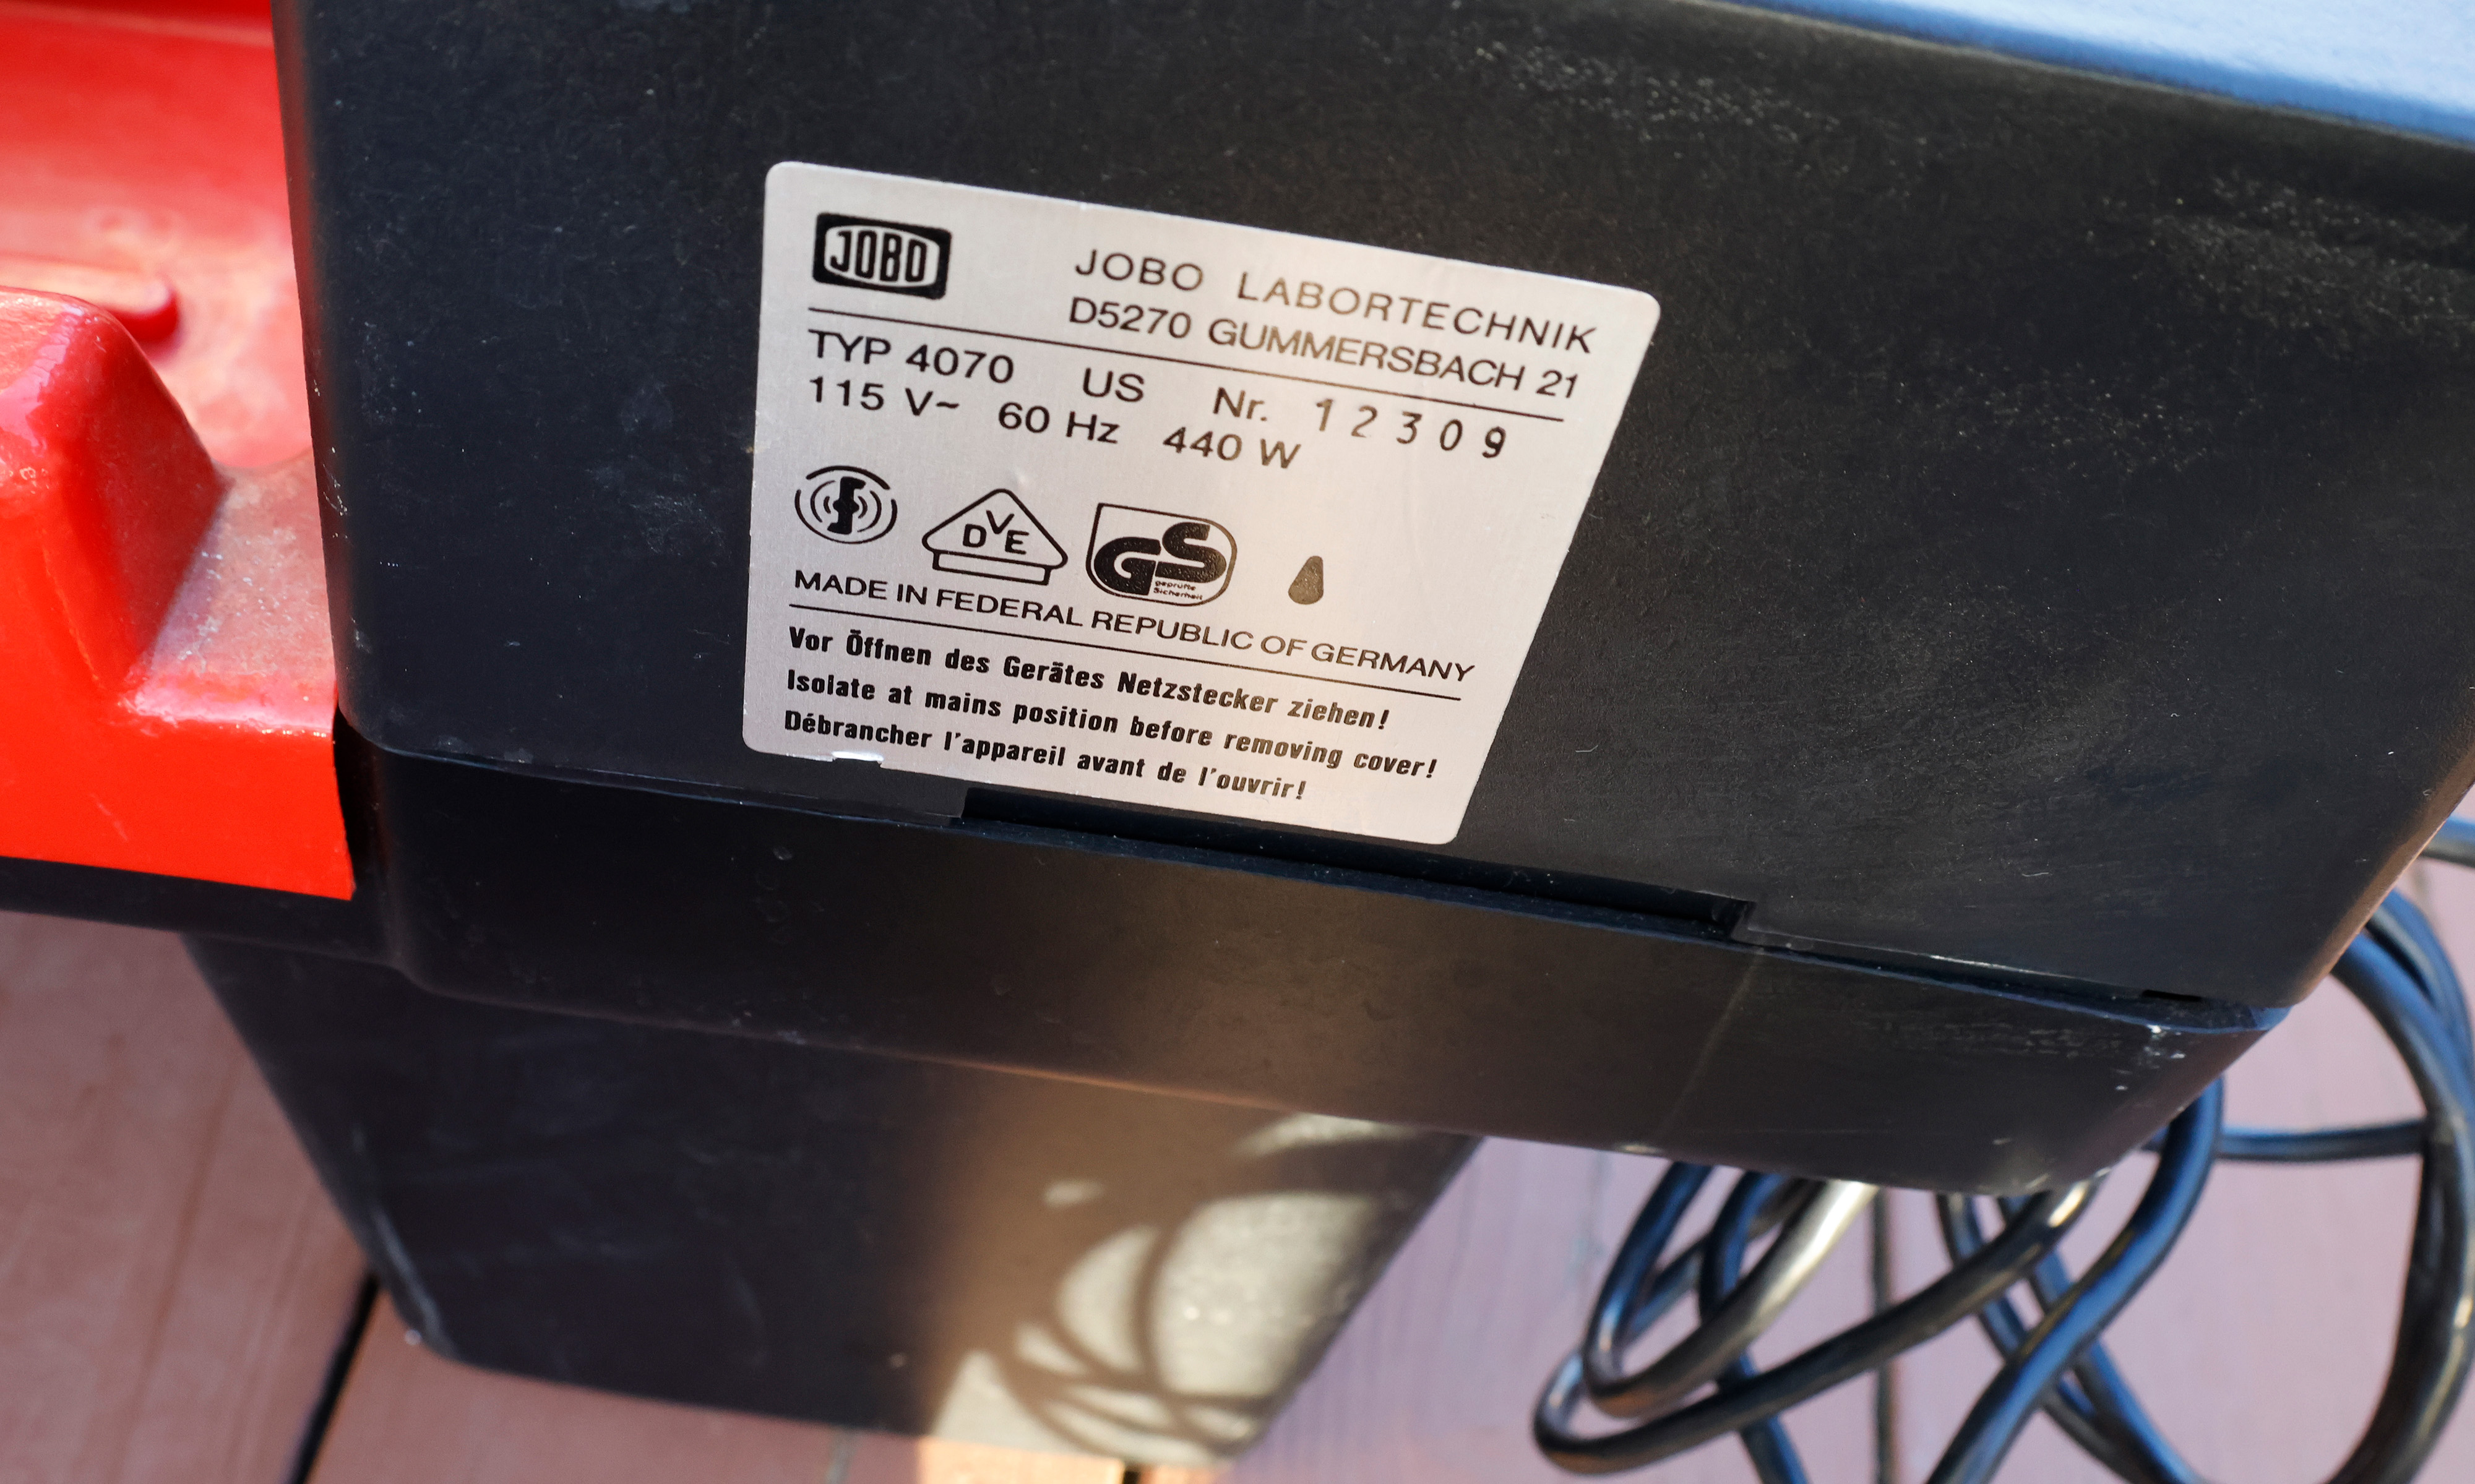 JOBO
JOBO LABORTECHNIK
D5270 GUMMERSBACH 21
TYP 4070 US Nr. 12309
115 V~ 60 Hz 440 W
DVE
GS
geprüfte
Sicherheit
MADE IN FEDERAL REPUBLIC OF GERMANY
Vor Öffnen des Gerätes Netzstecker ziehen!
Isolate at mains position before removing cover!
Débrancher l'appareil avant de l'ouvrir!